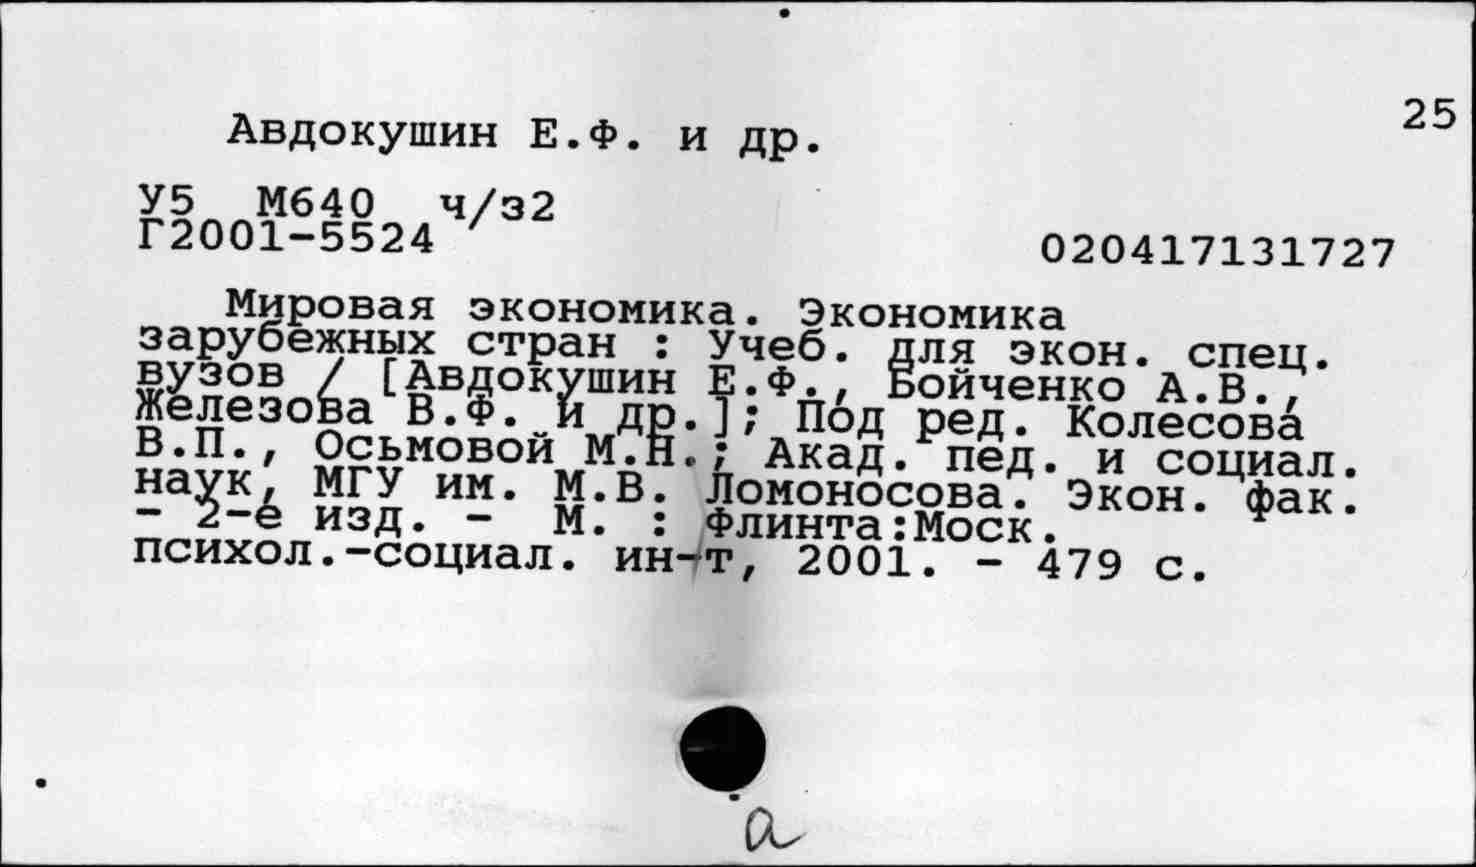 25
Авдокушин Е.Ф. и др.
У5 М640 ч/з2
Г2001-5524
020417131727
Мировая экономика. Экономика
зарубежных стран : Учеб. для экон. спец.
вузов / [Авдокушин Е.Ф., Бойченко А.В.,
Железова В.Ф. и др.]; Под ред. Колесова
В.П., Осьмовой М.Н.; Акад. пед. и социал.
наук, МГУ им. М.В. Ломоносова. Экон. фак.
- 2-е изд. - М. : Флинта:Моск.
психол.-социал. ин-т, 2001. - 479 с.
а